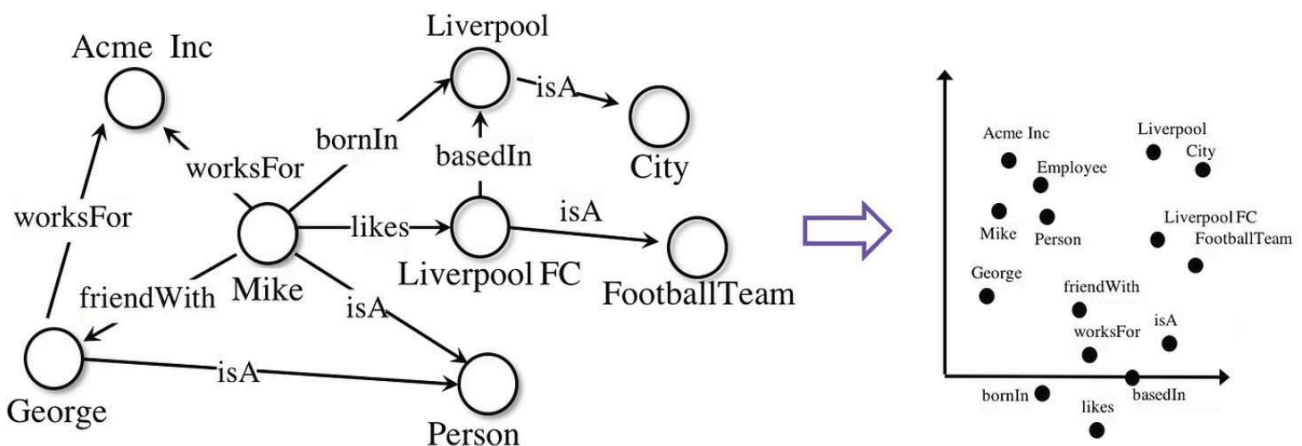 Acme Inc
Liverpool
isA
City
bornIn
basedIn
worksFor
worksFor
likes
isA
Mike
Liverpool FC
FootballTeam
friendWith
isA
isA
George
Person
Acme Inc
Liverpool
City
Employee
Mike
Person
Liverpool FC
FootballTeam
George
friendWith
worksFor
isA
bornIn
basedIn
likes